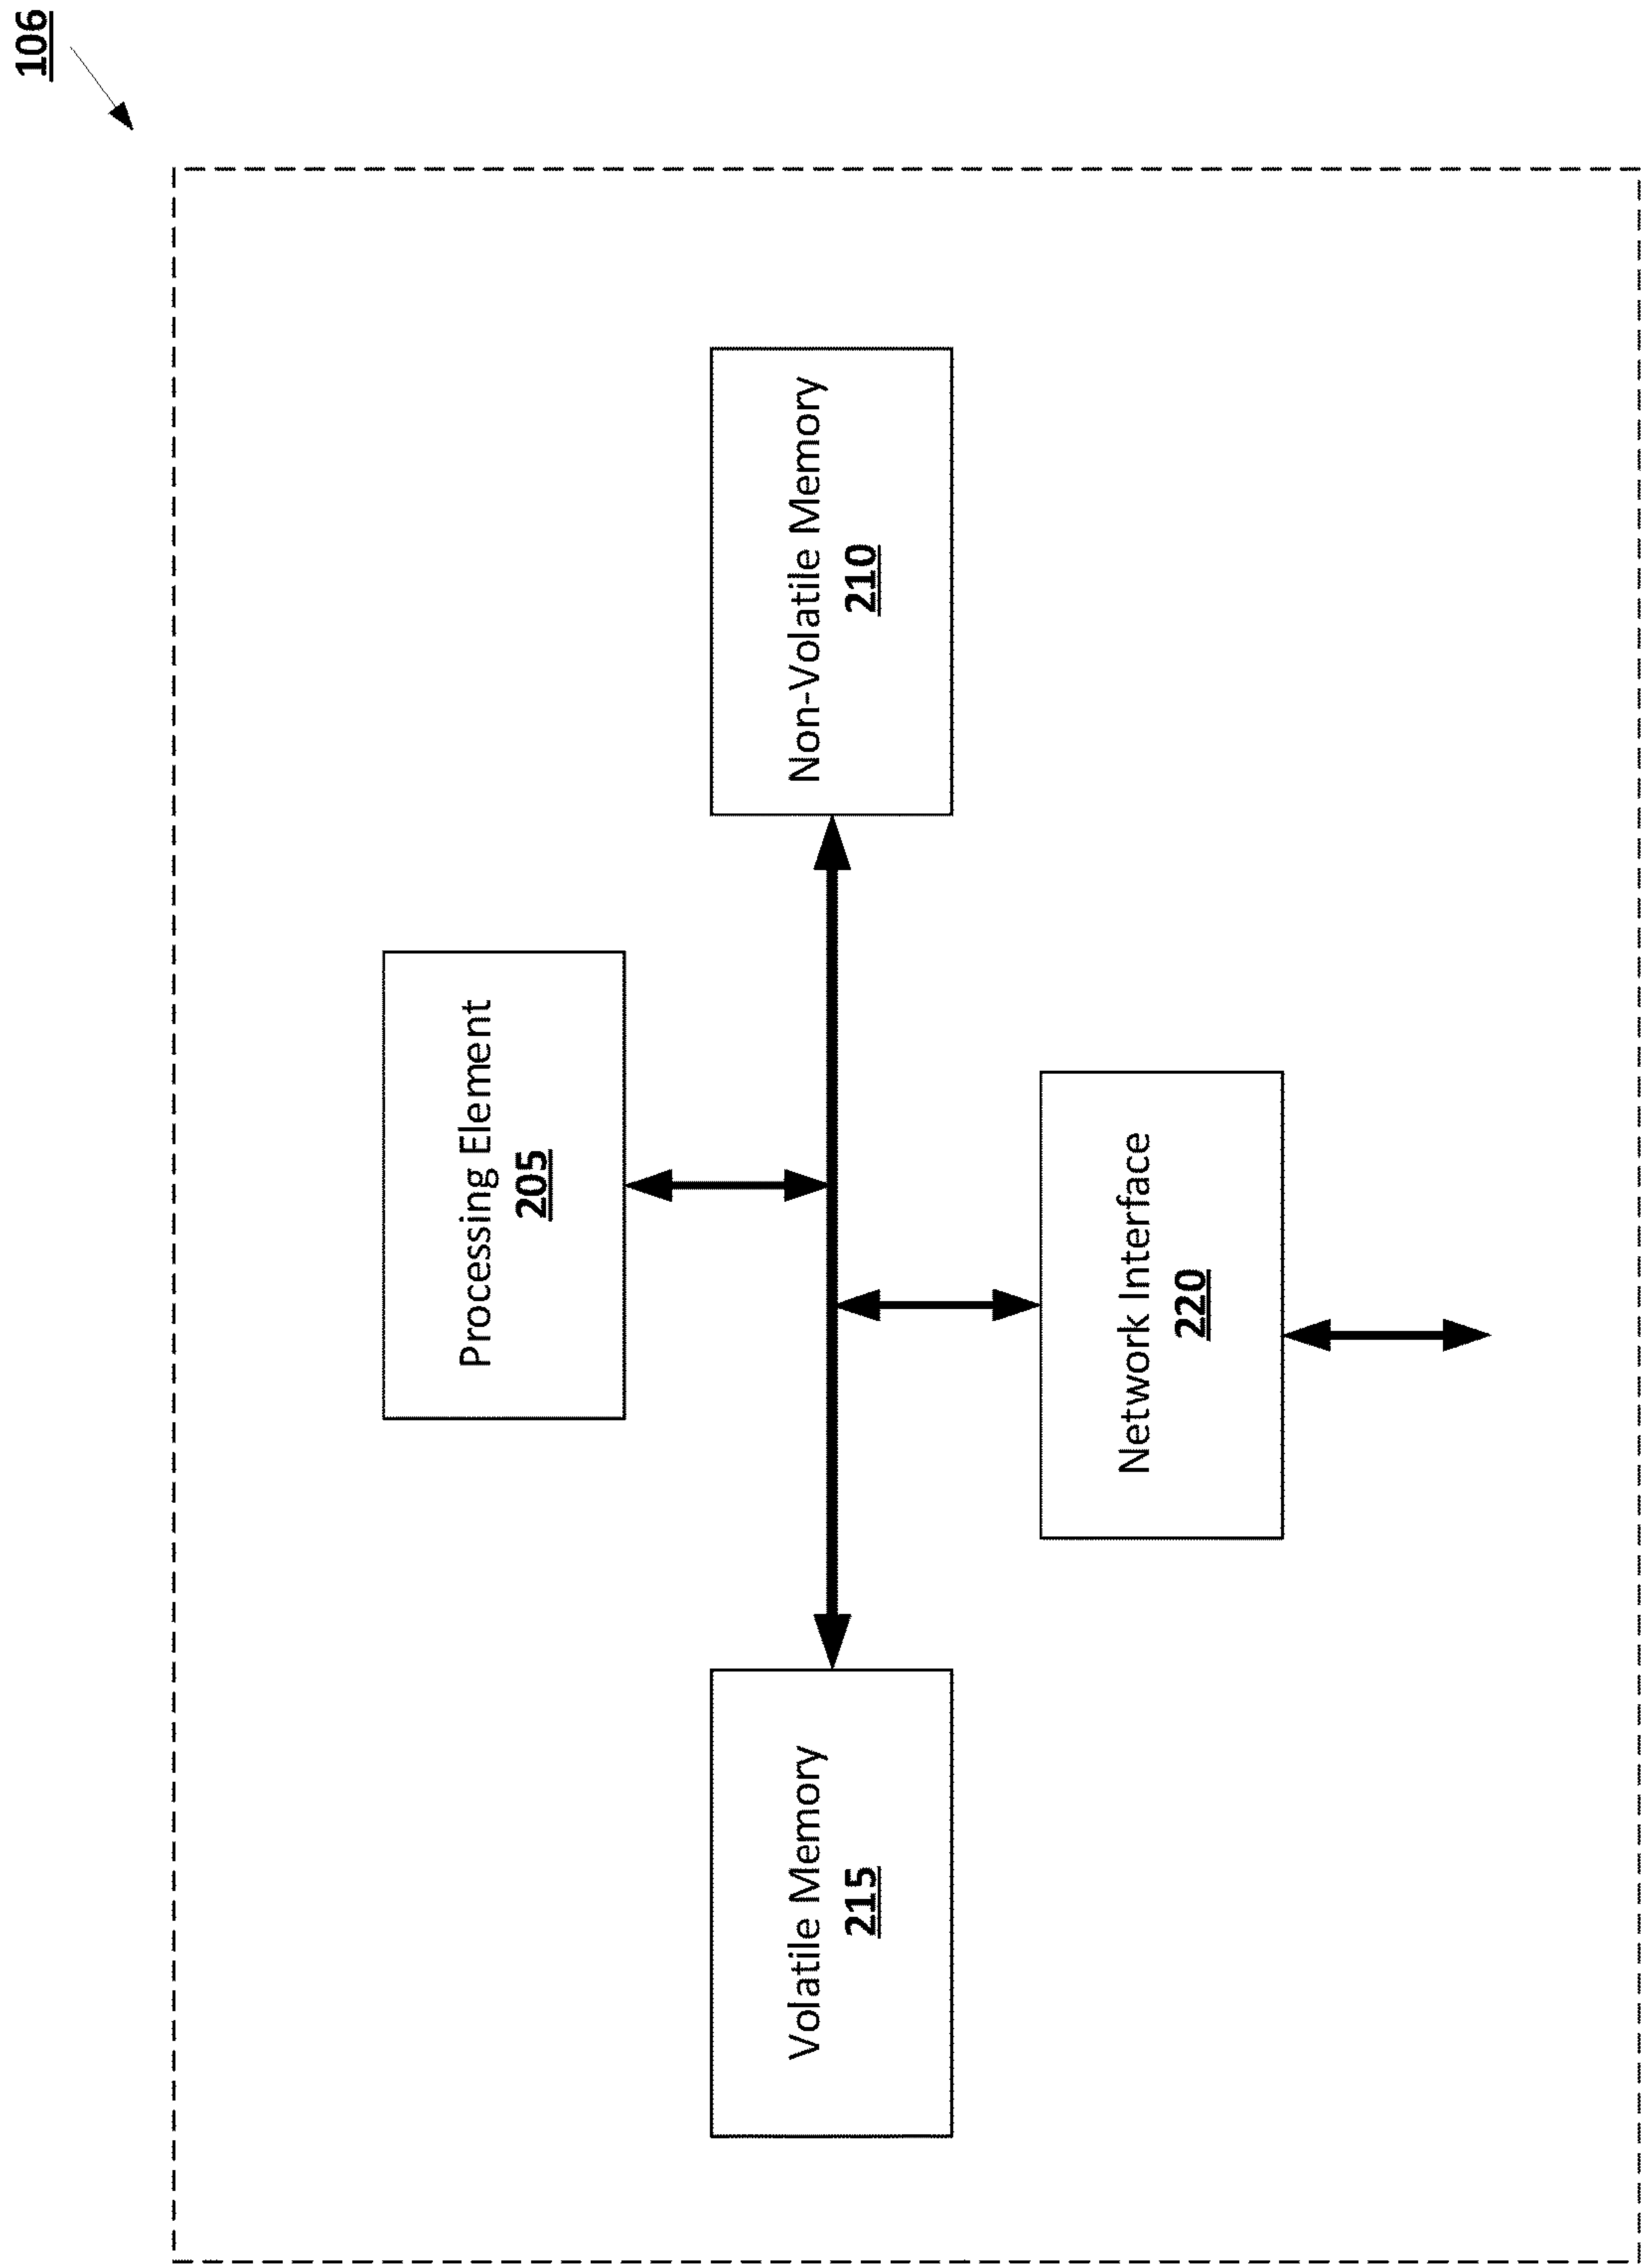 106
Processing Element
205
Volatile Memory
215
Non-Volatile Memory
210
Network Interface
220